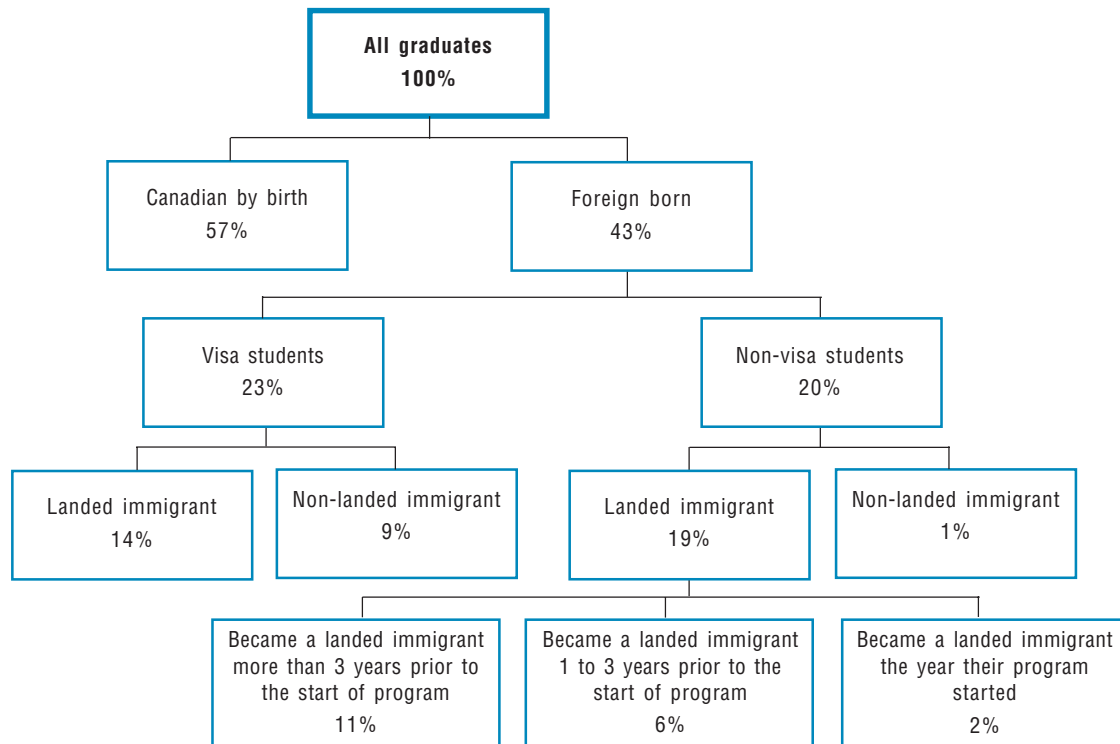 All graduates
100%
Canadian by birth
57%
Foreign born
43%
Visa students
23%
Non-visa students
20%
Landed immigrant
14%
Non-landed immigrant
9%
Landed immigrant
19%
Non-landed immigrant
1%
Became a landed immigrant
more than 3 years prior to
the start of program
11%
Became a landed immigrant
1 to 3 years prior to the
start of program
6%
Became a landed immigrant
the year their program
started
2%